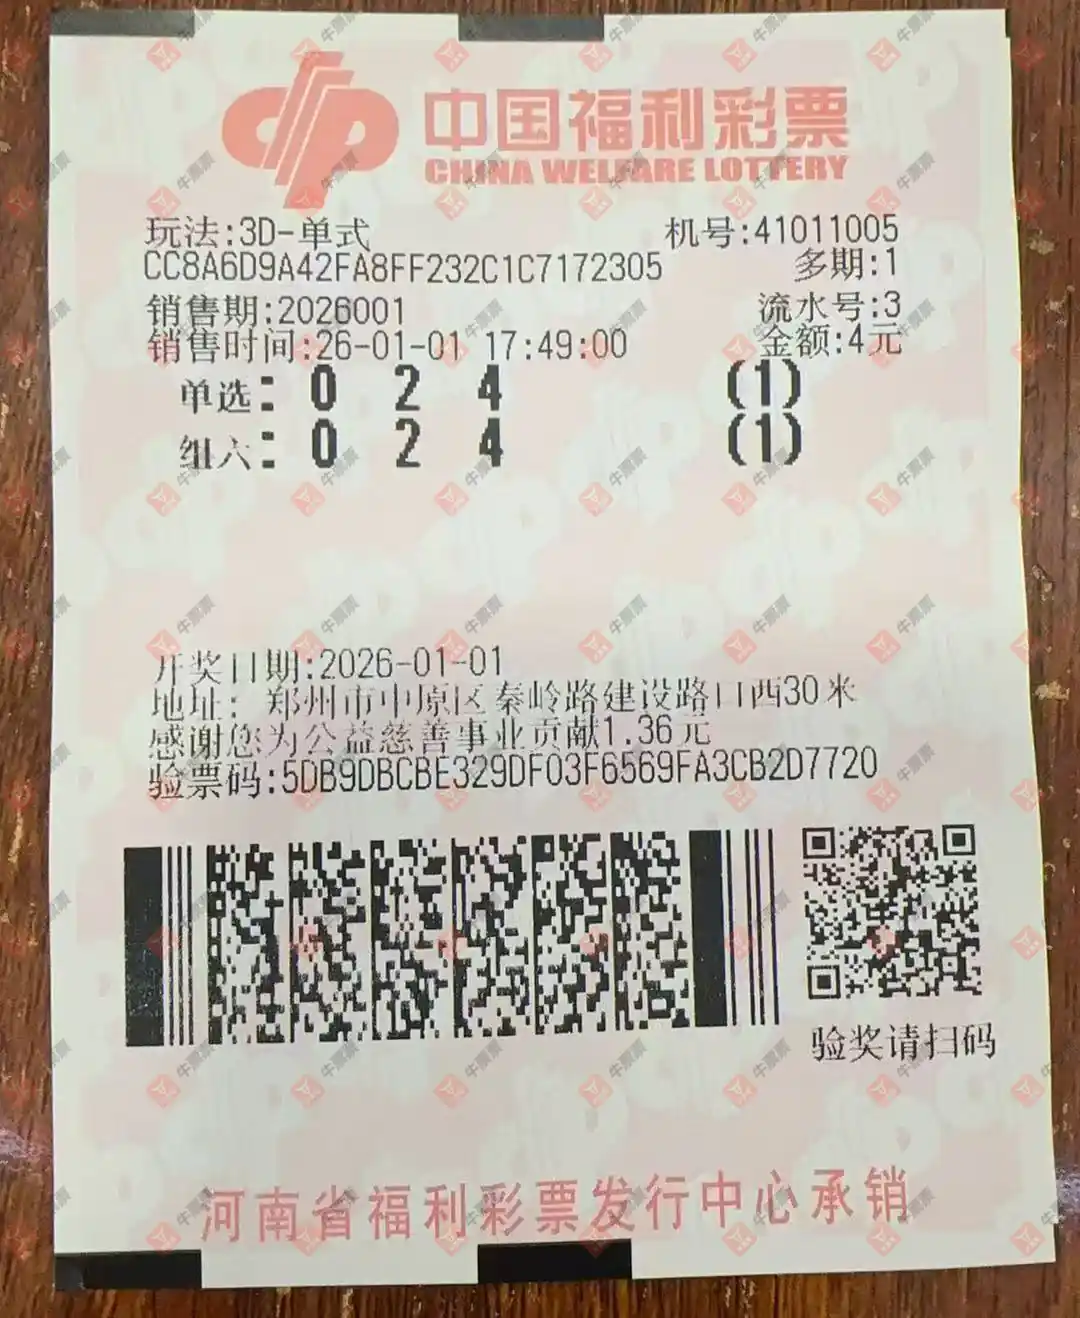 中国福利彩票
CHINA WELFARE LOTTERY
玩法:3D-单式 机号:41011005
CC8A6D9A42FA8FF232C1C7172305 多期:1
销售期:2026001 流水号:3
销售时间:26-01-01 17:49:00 金额:4元
单选: 0 2 4 (1)
组六: 0 2 4 (1)
开奖日期:2026-01-01
地址: 郑州市中原区秦岭路建设路口西30米
感谢您为公益慈善事业贡献1.36元
验票码:5DB9DBCBE329DF03F6569FA3CB2D7720
验奖请扫码
河南省福利彩票发行中心承销
牛票票